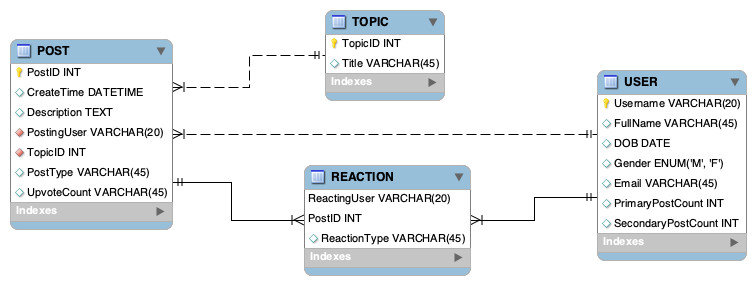 POST
PostID INT
CreateTime DATETIME
Description TEXT
PostingUser VARCHAR(20)
TopicID INT
PostType VARCHAR(45)
UpvoteCount VARCHAR(45)
Indexes
TOPIC
TopicID INT
Title VARCHAR(45)
Indexes
REACTION
ReactingUser VARCHAR(20)
PostID INT
ReactionType VARCHAR(45)
Indexes
USER
Username VARCHAR(20)
FullName VARCHAR(45)
DOB DATE
Gender ENUM('M', 'F')
Email VARCHAR(45)
PrimaryPostCount INT
SecondaryPostCount INT
Indexes